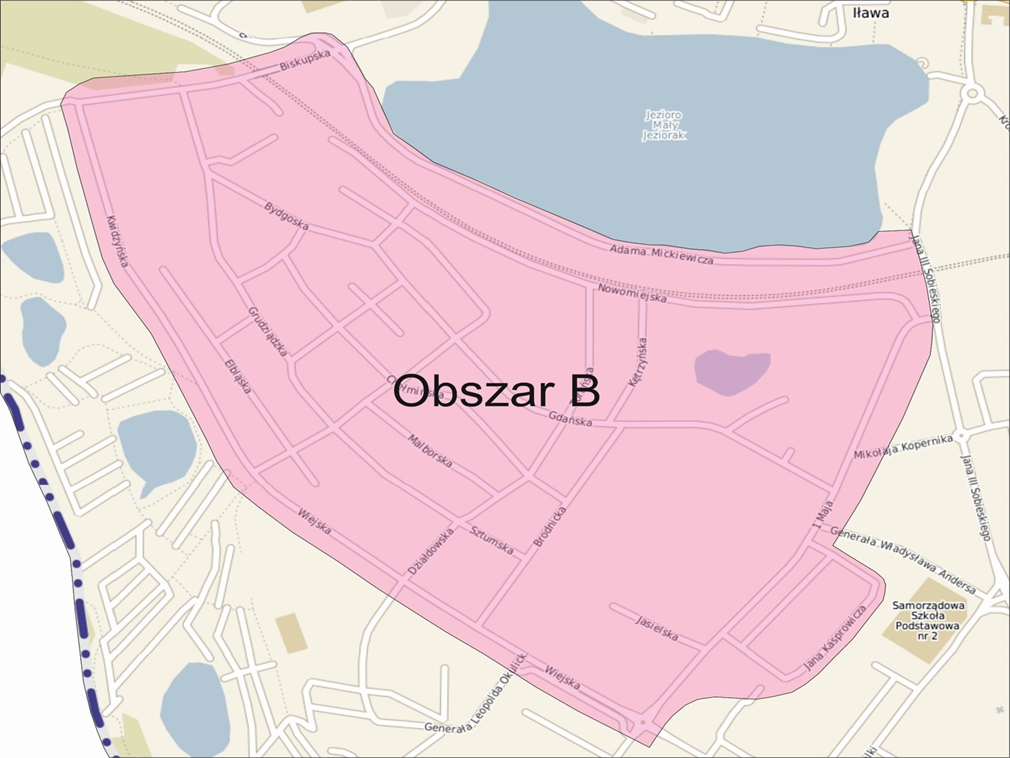 Iława
Biskupska
Jezioro
Mały
Jeziorak
Kwidzyńska
Bydgoska
Adama Mickiewicza
Jana III Sobieskiego
Nowomiejska
Grudziądzka
Elbląska
Kętrzyńska
Obszar B
Gdańska
Malborska
Mikołaja Kopernika
Jana III Sobieskiego
Wiejska
Działdowska
Sztumska
Brodnicka
1 Maja
Generała Władysława Andersa
Samorządowa
Szkoła
Podstawowa
nr 2
Jasielska
Jana Kasprowicza
Wiejska
Generała Leopolda Okulick